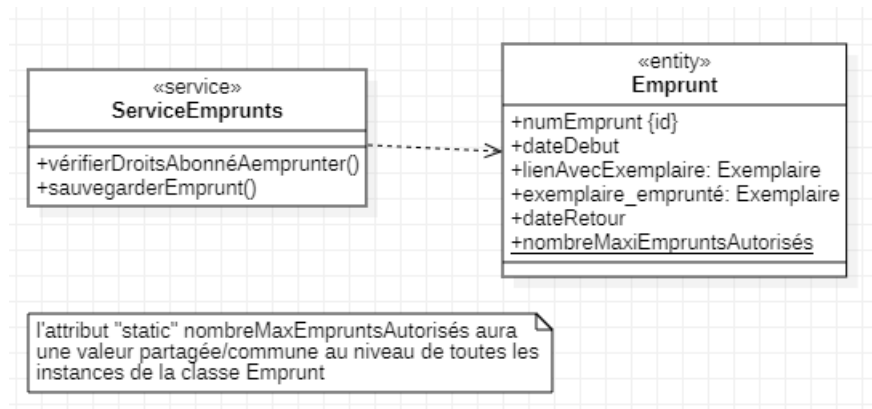 «service»
ServiceEmprunts
+vérifierDroitsAbonnéAemprunter()
+sauvegarderEmprunt()
«entity»
Emprunt
+numEmprunt {id}
+dateDebut
+lienAvecExemplaire: Exemplaire
+exemplaire_emprunté: Exemplaire
+dateRetour
+nombreMaxiEmpruntsAutorisés
l'attribut "static" nombreMaxEmpruntsAutorisés aura
une valeur partagée/commune au niveau de toutes les
instances de la classe Emprunt